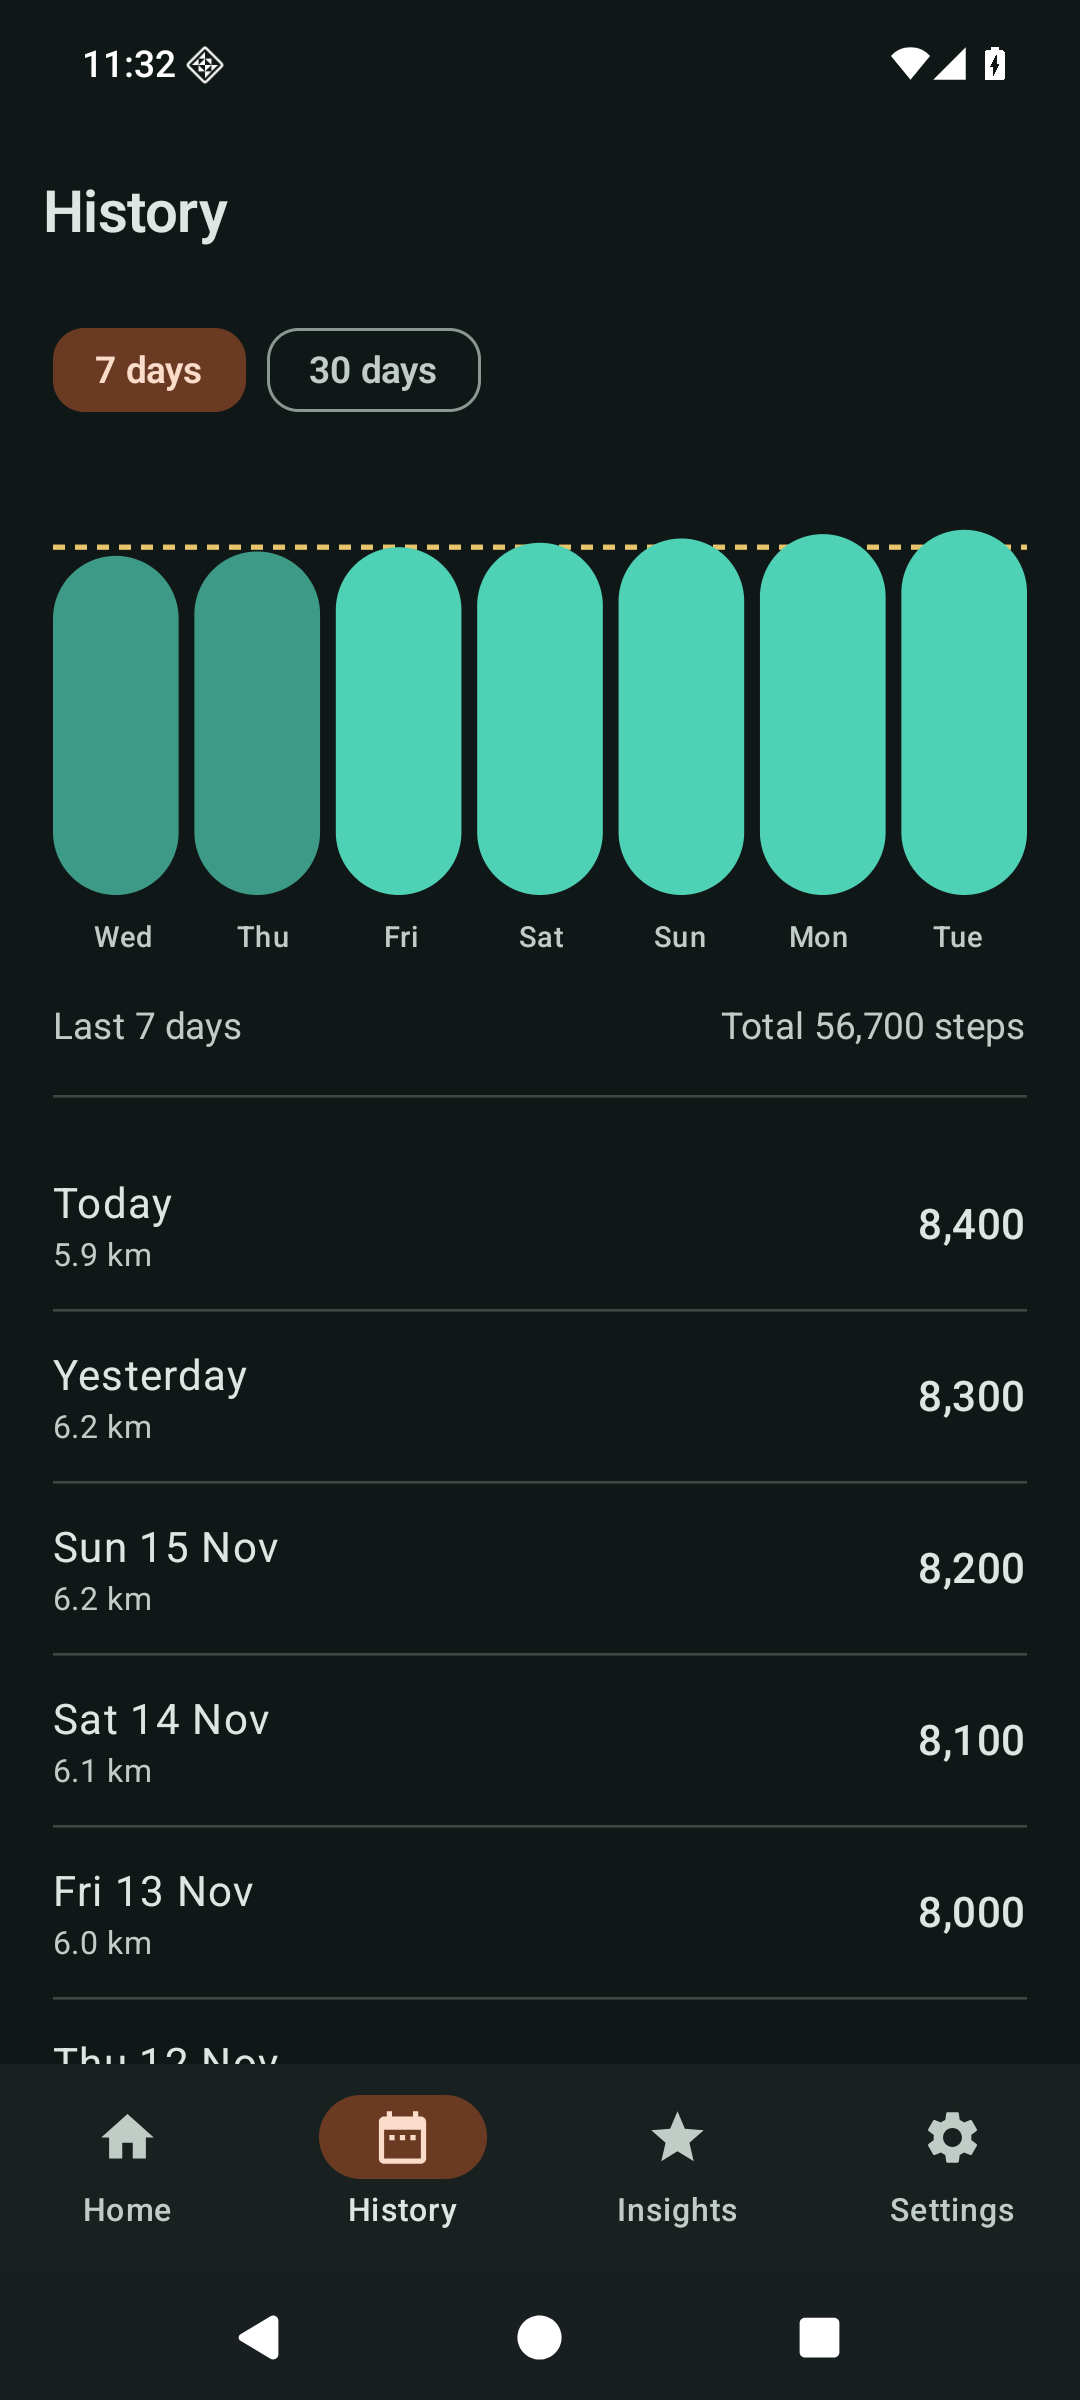 11:32
History
7 days
30 days
Wed Thu Fri Sat Sun Mon Tue
Last 7 days
Total 56,700 steps
Today
5.9 km
8,400
Yesterday
6.2 km
8,300
Sun 15 Nov
6.2 km
8,200
Sat 14 Nov
6.1 km
8,100
Fri 13 Nov
6.0 km
8,000
Thu 12 Nov
Home History Insights Settings